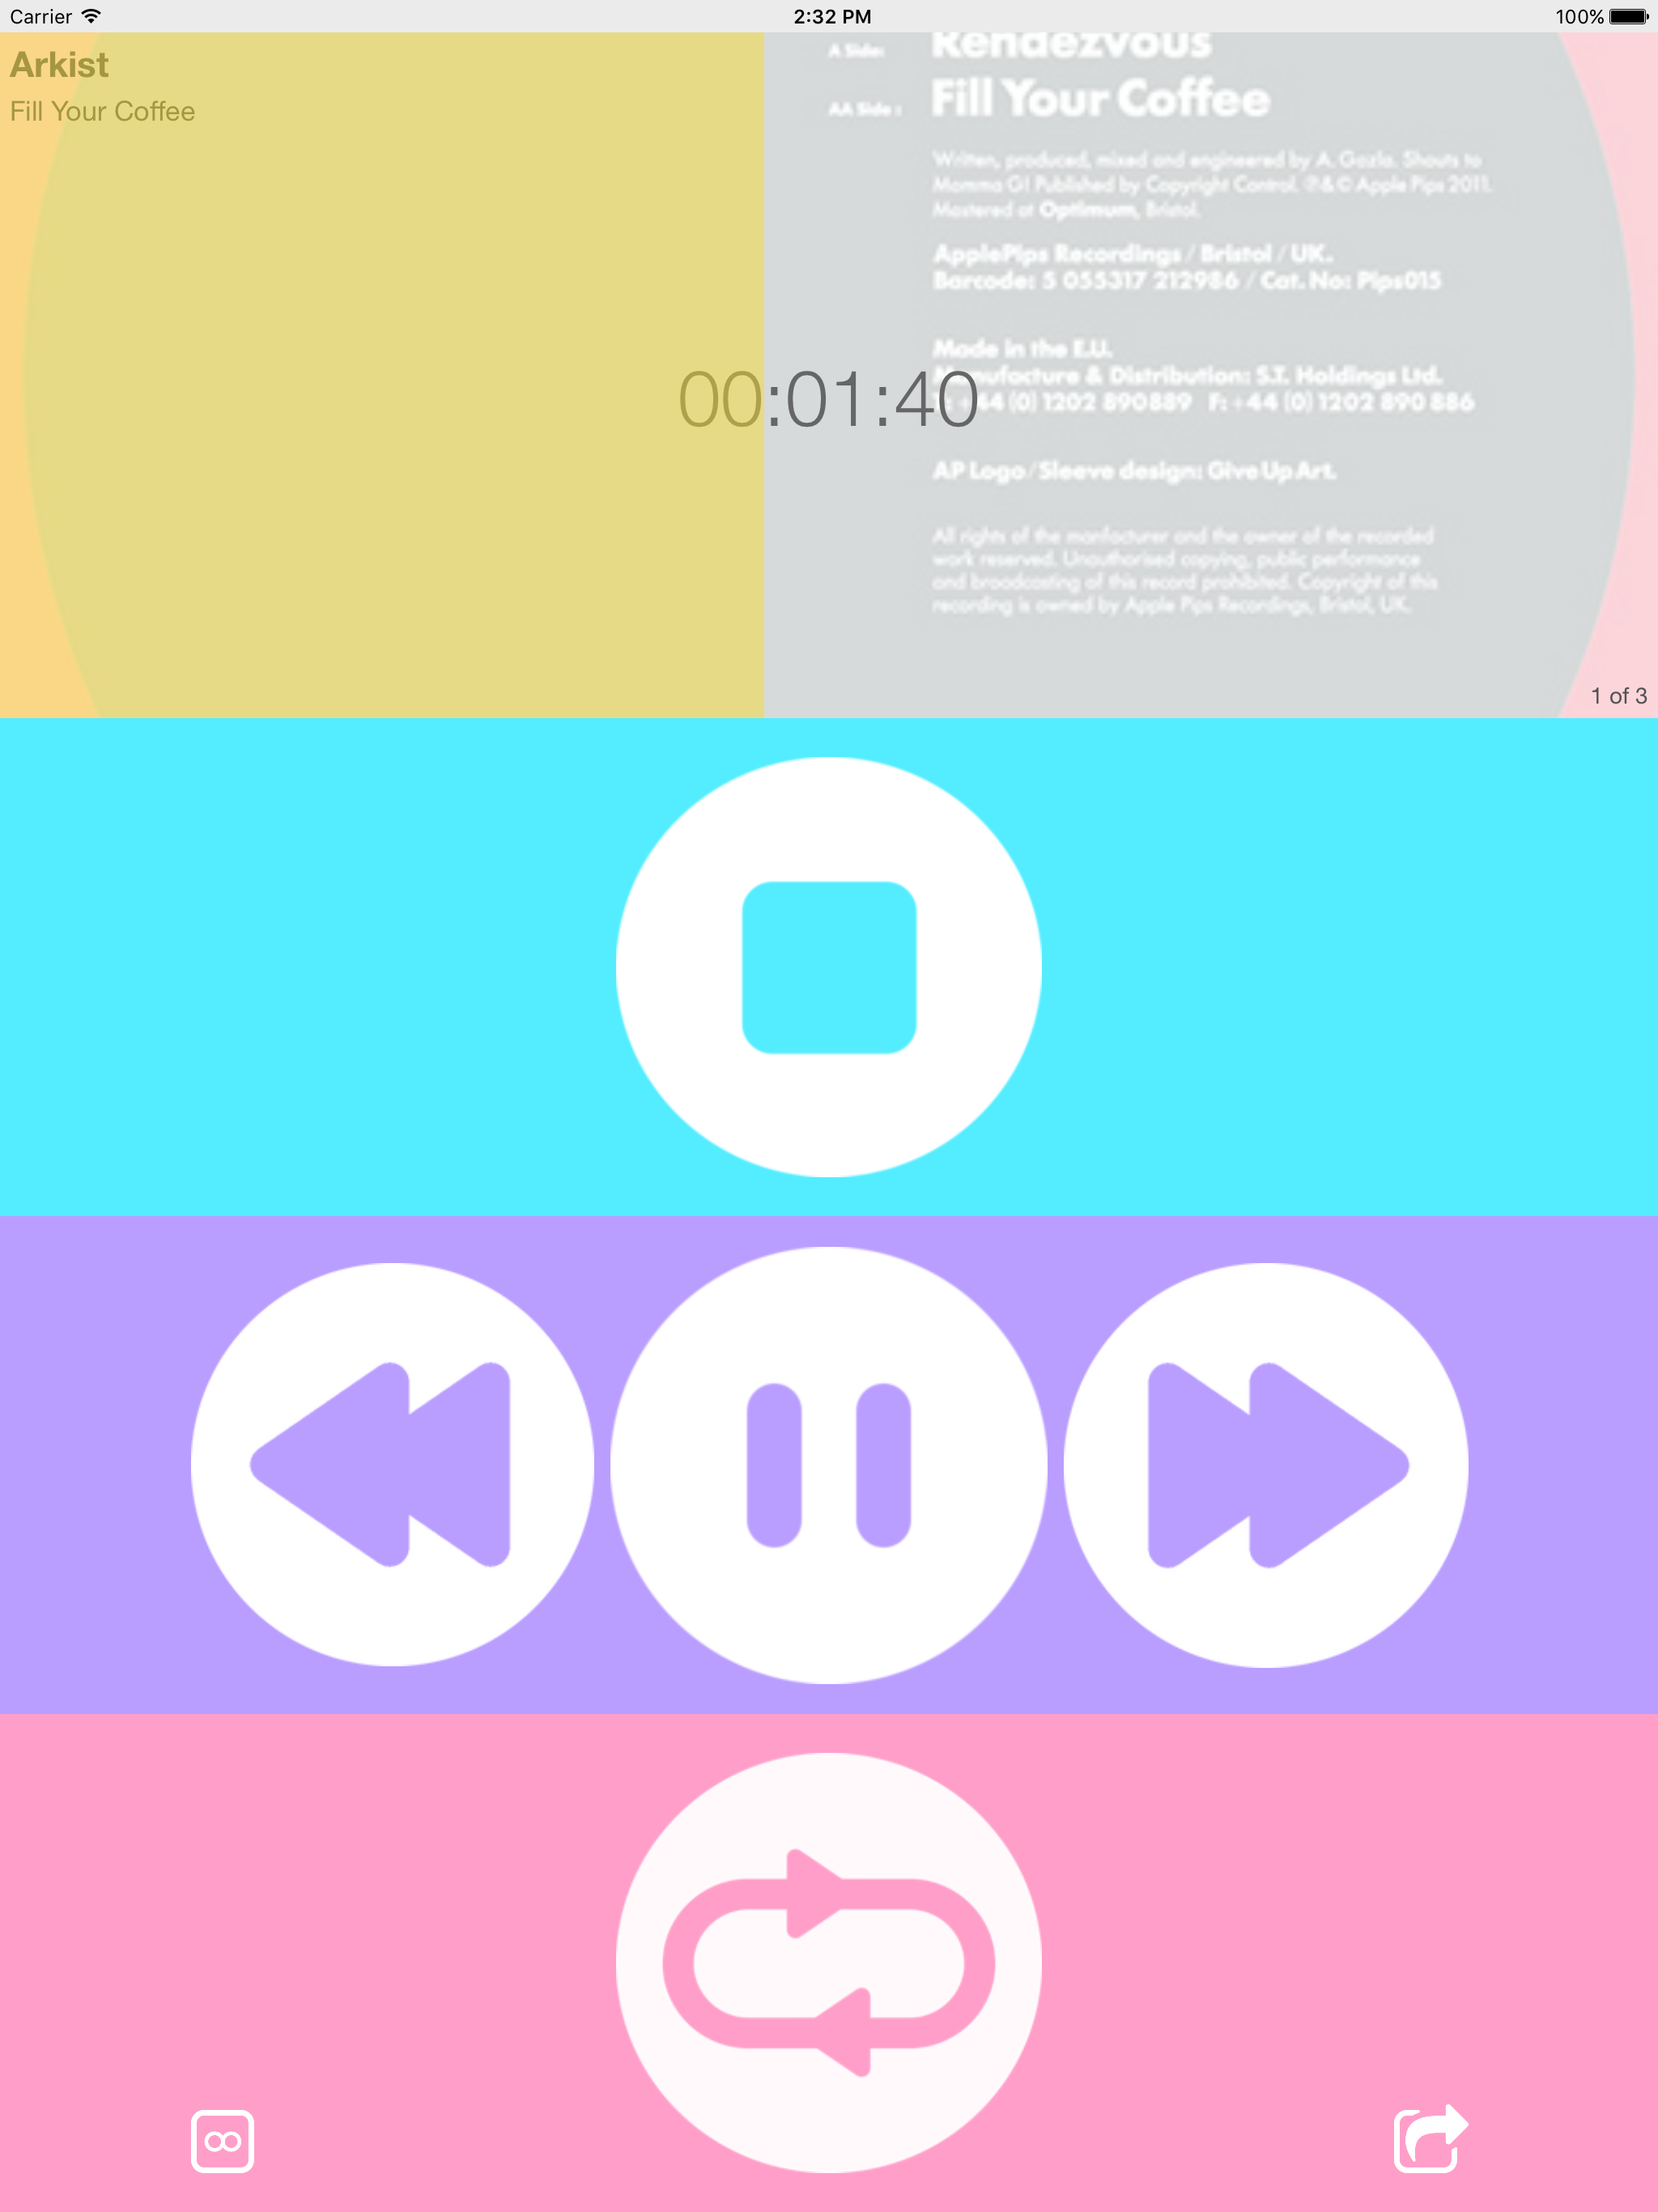 Carrier
2:32 PM
100%
Arkist
Fill Your Coffee
A Side: Rendezvous
AA Side : Fill Your Coffee
Written, produced, mixed and engineered by A. Gazla. Shouts to
Momma G! Published by Copyright Control. ℗ & © Apple Pips 2011.
Mastered at Optimum, Bristol.
ApplePips Recordings / Bristol / UK.
Barcode: 5 055317 212986 / Cat. No: Pips015
Made in the E.U.
Manufacture & Distribution: S.T. Holdings Ltd.
+44 (0) 1202 890889 F: +44 (0) 1202 890 886
00:01:40
AP Logo / Sleeve design: Give Up Art.
All rights of the manfacturer and the owner of the recorded
work reserved. Unauthorised copying, public performance
and broadcasting of this record prohibited. Copyright of this
recording is owned by Apple Pips Recordings, Bristol, UK.
1 of 3